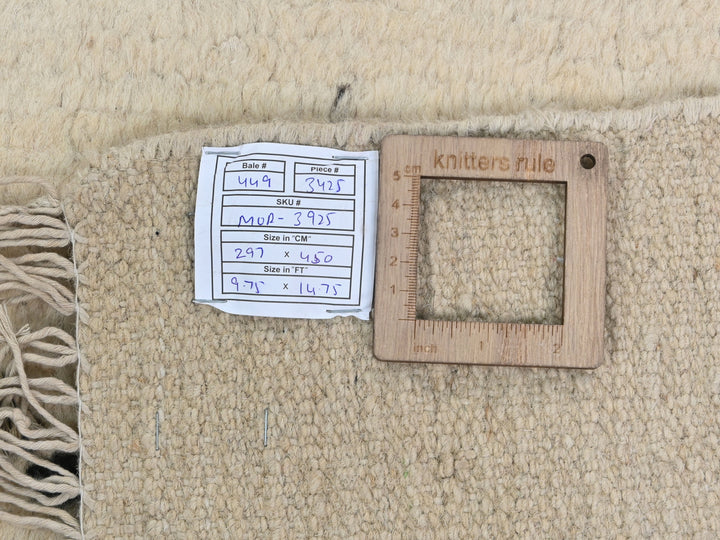 Bale #
Piece #
449
3425
SKU #
MOR- 3925
Size in "CM"
297 x 450
Size in "FT"
9.75 x 14.75
knitters rule
5 cm
4
3
2
1
inch 1 2